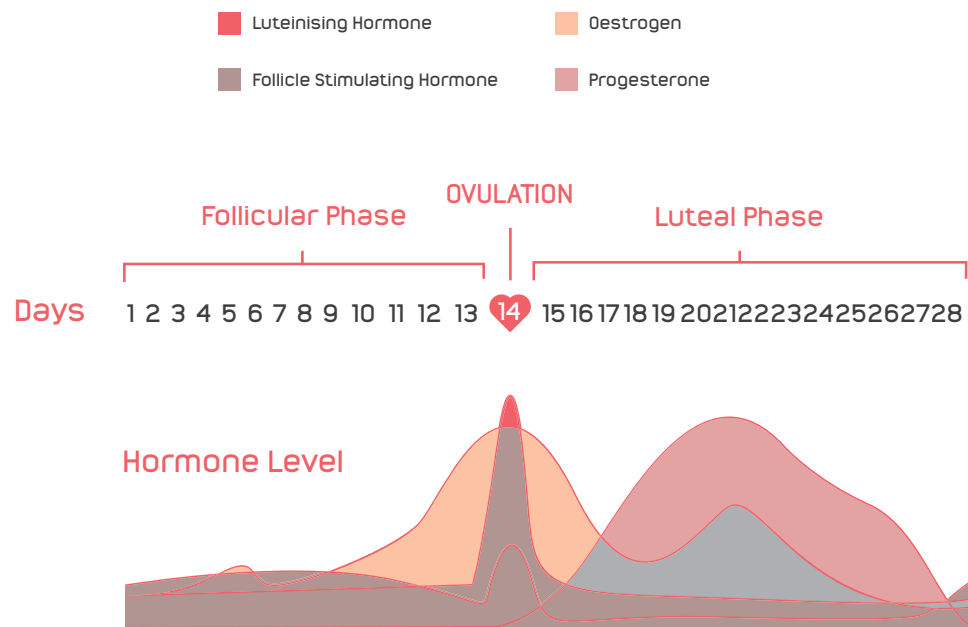 Luteinising Hormone
Oestrogen
Follicle Stimulating Hormone
Progesterone
OVULATION
Follicular Phase
Luteal Phase
Days 1 2 3 4 5 6 7 8 9 10 11 12 13 14 15 16 17 18 19 20 21 22 23 24 25 26 27 28
Hormone Level